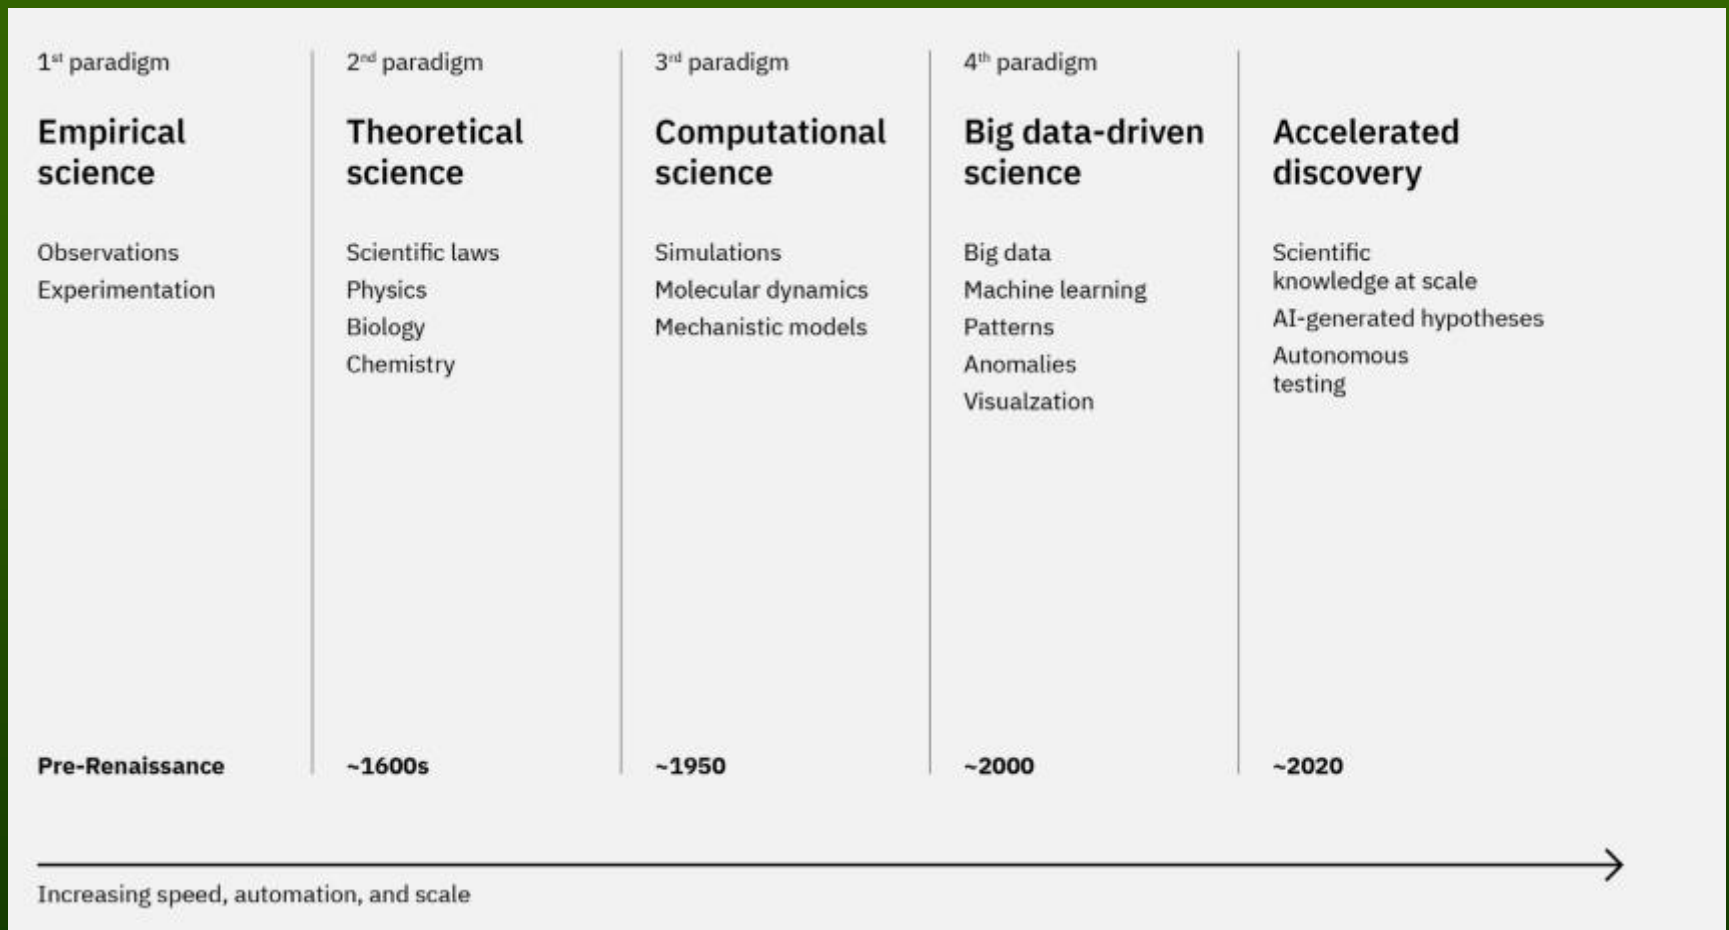 1st paradigm
Empirical
science
Observations
Experimentation
Pre-Renaissance
2nd paradigm
Theoretical
science
Scientific laws
Physics
Biology
Chemistry
~1600s
3rd paradigm
Computational
science
Simulations
Molecular dynamics
Mechanistic models
~1950
4th paradigm
Big data-driven
science
Big data
Machine learning
Patterns
Anomalies
Visualzation
~2000
Accelerated
discovery
Scientific
knowledge at scale
AI-generated hypotheses
Autonomous
testing
~2020
Increasing speed, automation, and scale